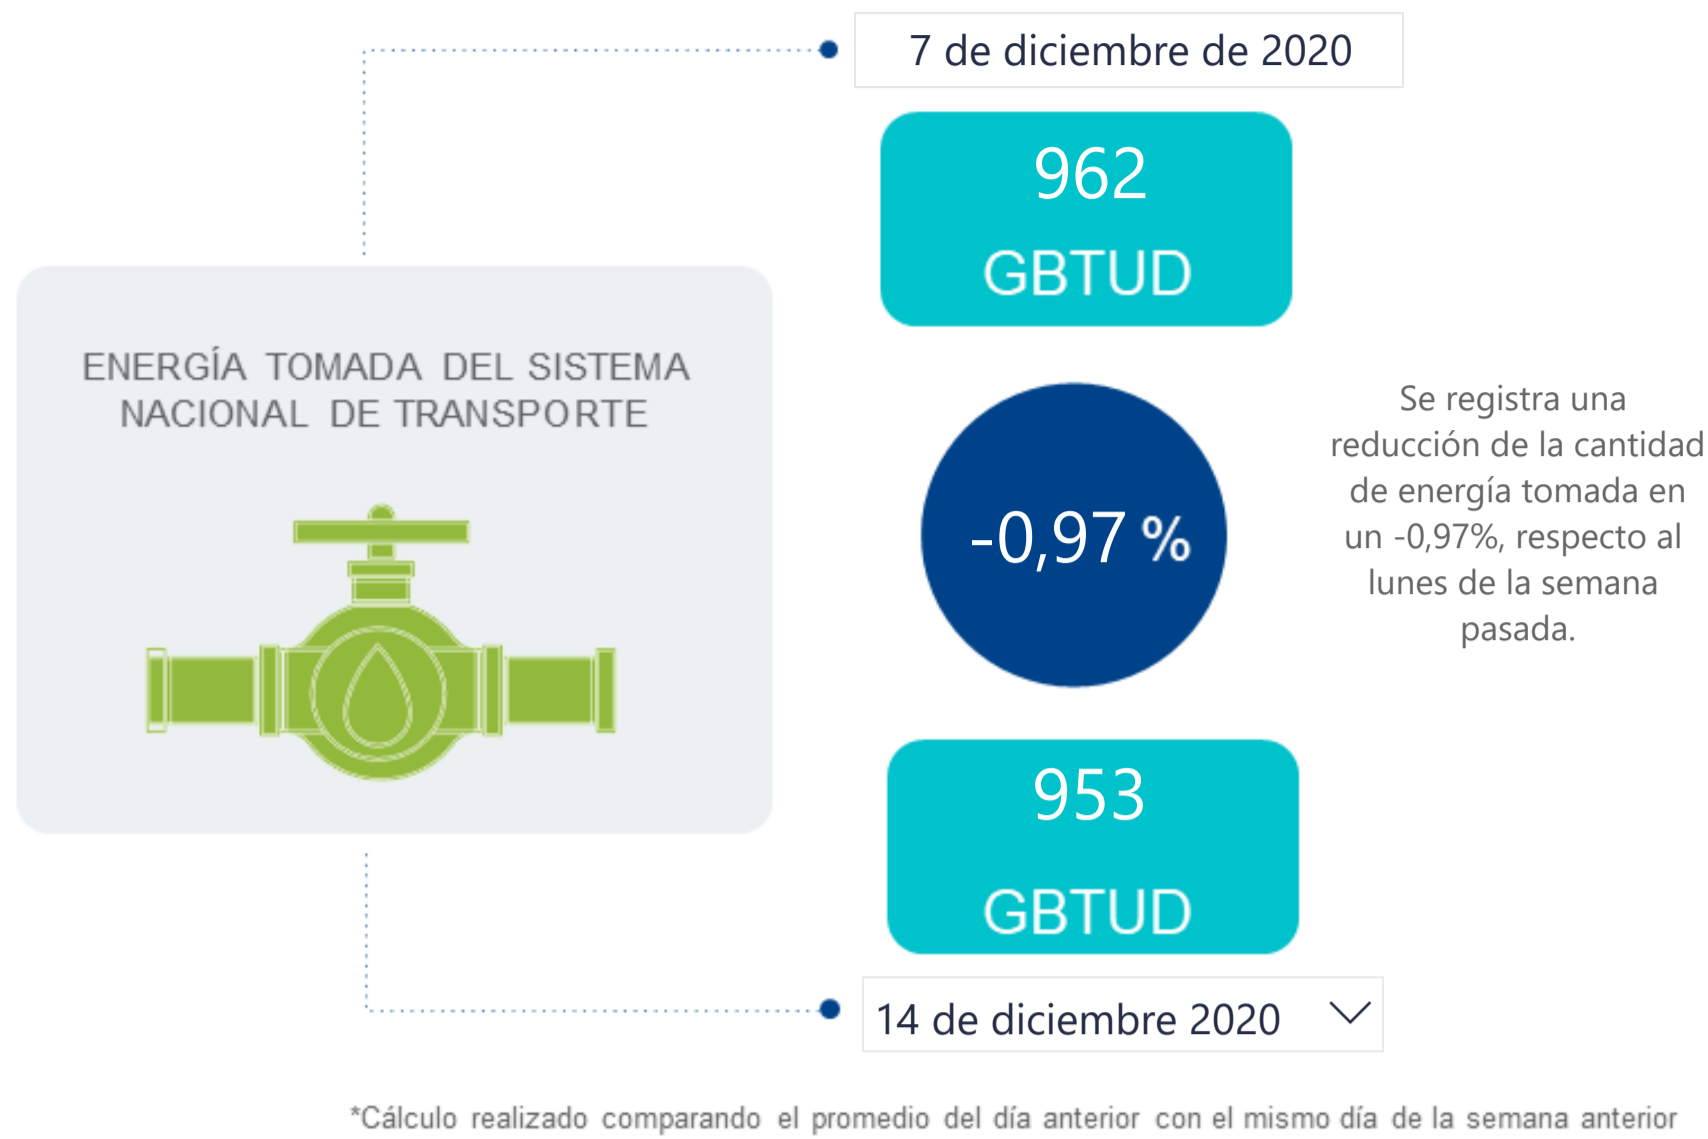 7 de diciembre de 2020
962
GBTUD
ENERGÍA TOMADA DEL SISTEMA
NACIONAL DE TRANSPORTE
-0,97 %
Se registra una
reducción de la cantidad
de energía tomada en
un -0,97%, respecto al
lunes de la semana
pasada.
953
GBTUD
14 de diciembre 2020
*Cálculo realizado comparando el promedio del día anterior con el mismo día de la semana anterior